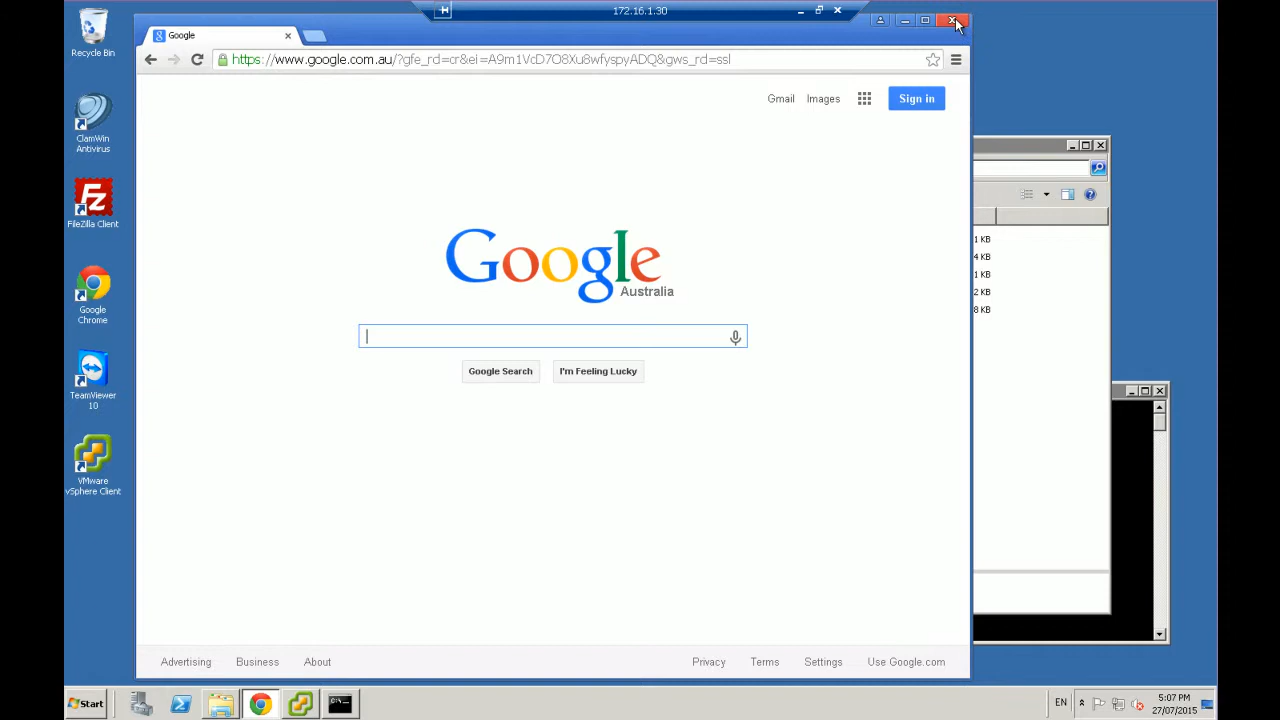 172.16.1.30
Recycle Bin
ClamWin
Antivirus
FileZilla Client
Google
Chrome
TeamViewer
10
VMware
vSphere Client
Google
https://www.google.com.au/?gfe_rd=cr&ei=A9m1VcD7O8Xu8wfyspyADQ&gws_rd=ssl
Gmail Images Sign in
Google
Australia
Google Search I'm Feeling Lucky
Advertising Business About Privacy Terms Settings Use Google.com
1 KB
4 KB
1 KB
2 KB
8 KB
Start
EN
5:07 PM
27/07/2015